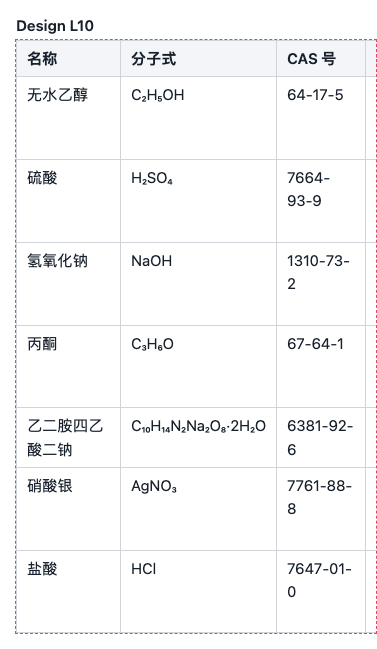 Design L10
名称 分子式 CAS 号
无水乙醇 C₂H₅OH 64-17-5
硫酸 H₂SO₄ 7664-
93-9
氢氧化钠 NaOH 1310-73-
2
丙酮 C₃H₆O 67-64-1
乙二胺四乙 C₁₀H₁₄N₂Na₂O₈·2H₂O 6381-92-
酸二钠 6
硝酸银 AgNO₃ 7761-88-
8
盐酸 HCl 7647-01-
0